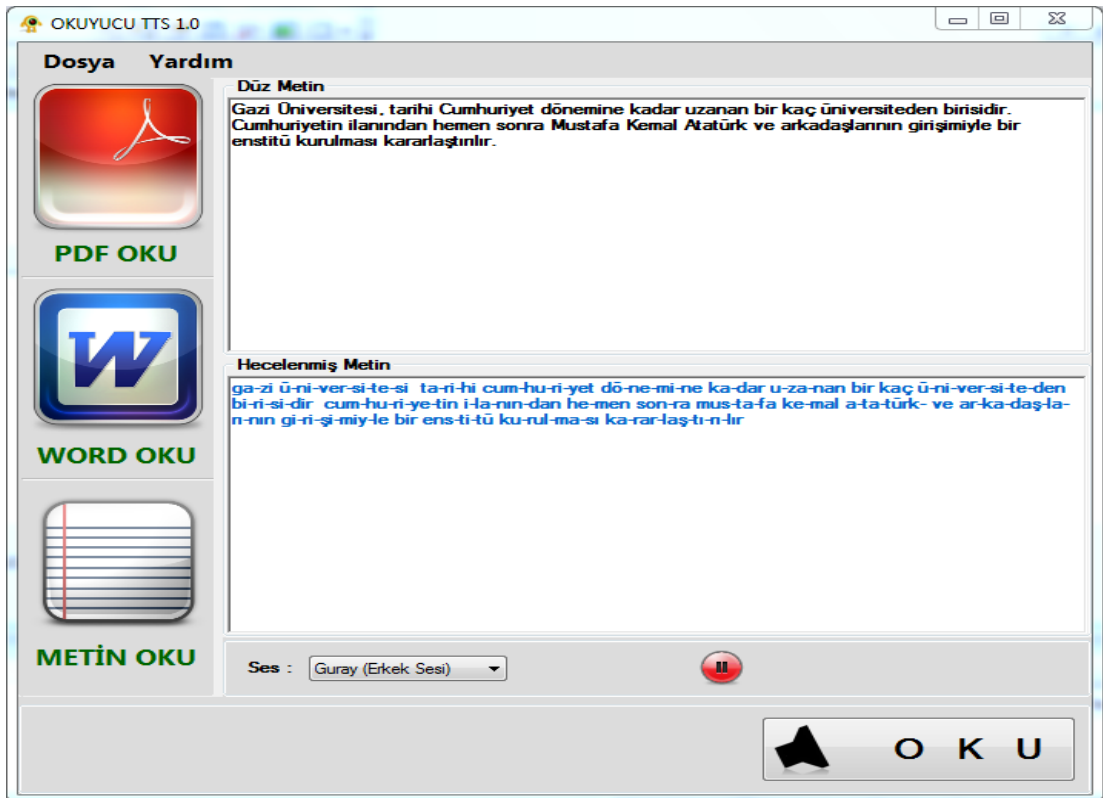 OKUYUCU TTS 1.0
Dosya Yardım
Düz Metin
Gazi Üniversitesi, tarihi Cumhuriyet dönemine kadar uzanan bir kaç üniversiteden birisidir.
Cumhuriyetin ilanından hemen sonra Mustafa Kemal Atatürk ve arkadaşlarının girişimiyle bir
enstitü kurulması kararlaştırılır.
PDF OKU
WORD OKU
METİN OKU
Hecelenmiş Metin
ga-zi ü-ni-ver-si-te-si ta-ri-hi cum-hu-ri-yet dö-ne-mi-ne ka-dar u-za-nan bir kaç ü-ni-ver-si-te-den
bi-ri-si-dir cum-hu-ri-ye-tin i-la-nın-dan he-men son-ra mus-ta-fa ke-mal a-ta-türk- ve ar-ka-daş-la-
rı-nın gi-ri-şi-miy-le bir ens-ti-tü ku-rul-ma-sı ka-rar-laş-tı-rı-lır
Ses : Guray (Erkek Sesi)
O K U